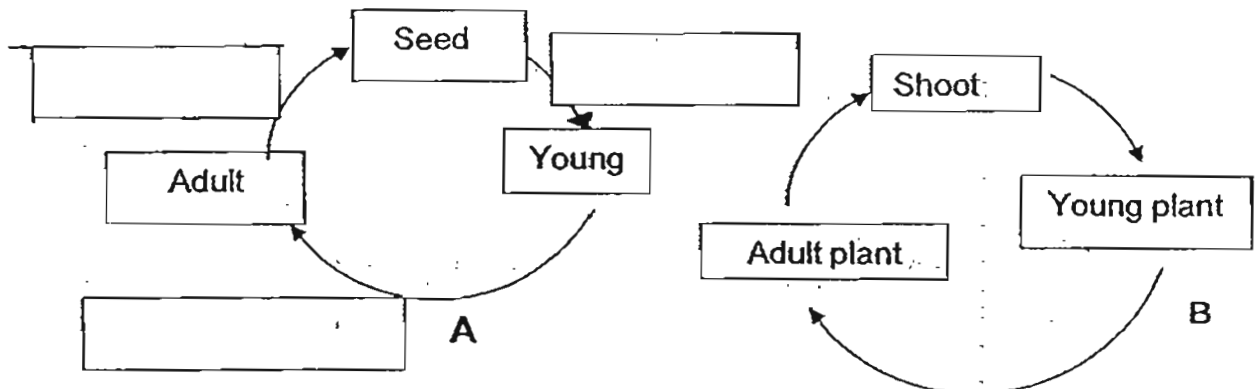 Seed
Young
Adult
A
Shoot
Young plant
Adult plant
B